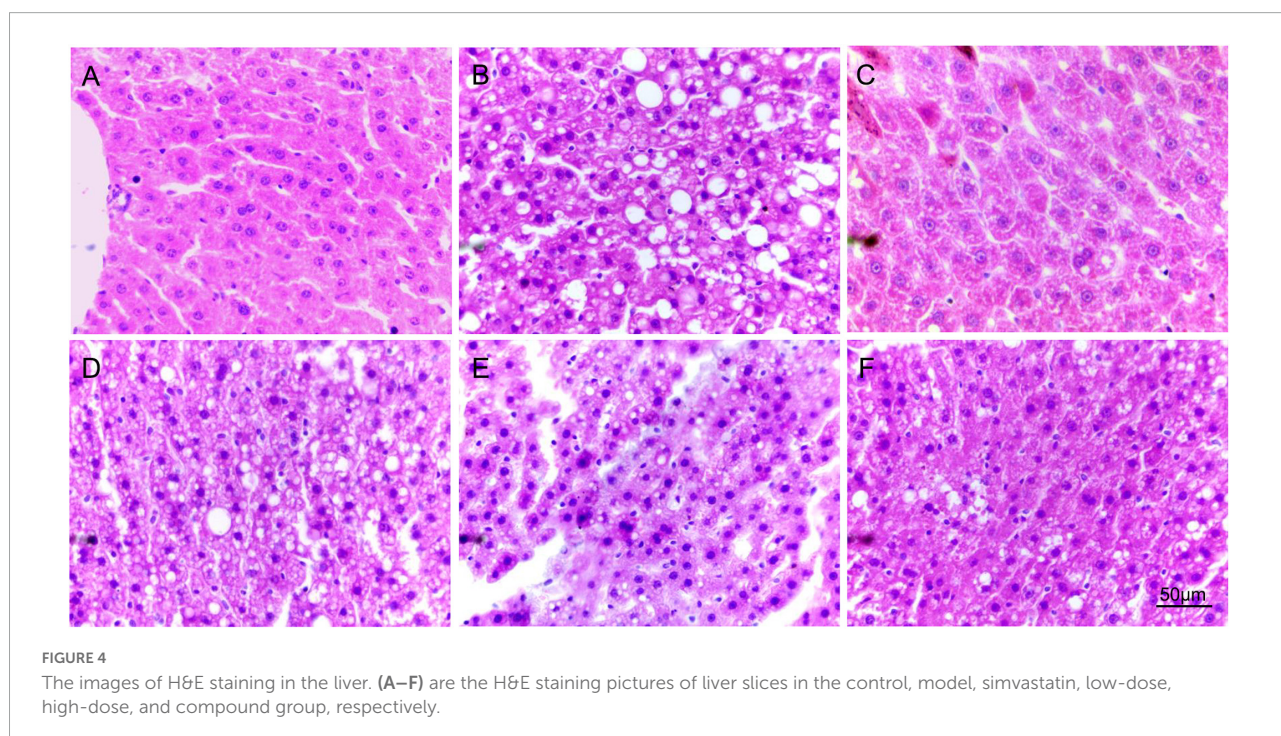 A
B
C
D
E
F
50μm
FIGURE 4
The images of H&E staining in the liver. (A–F) are the H&E staining pictures of liver slices in the control, model, simvastatin, low-dose,
high-dose, and compound group, respectively.